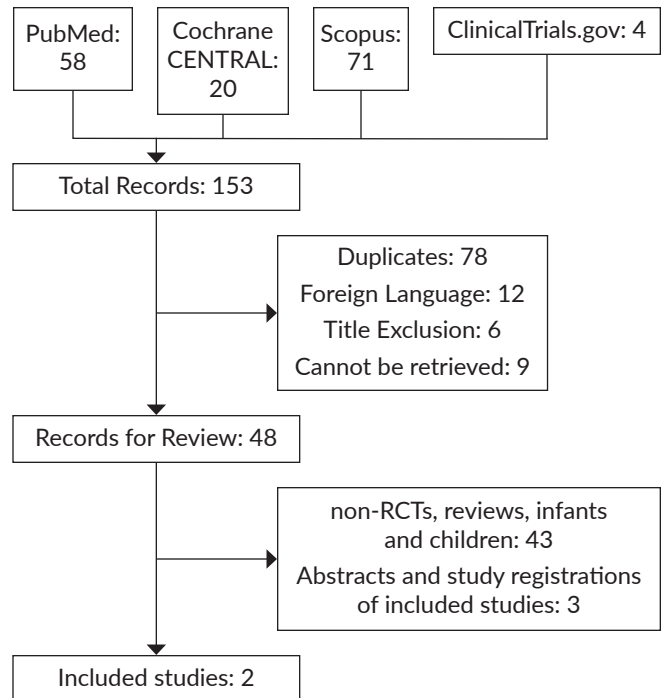 PubMed:
58
Cochrane
CENTRAL:
20
Scopus:
71
ClinicalTrials.gov: 4
Total Records: 153
Duplicates: 78
Foreign Language: 12
Title Exclusion: 6
Cannot be retrieved: 9
Records for Review: 48
non-RCTs, reviews, infants
and children: 43
Abstracts and study registrations
of included studies: 3
Included studies: 2